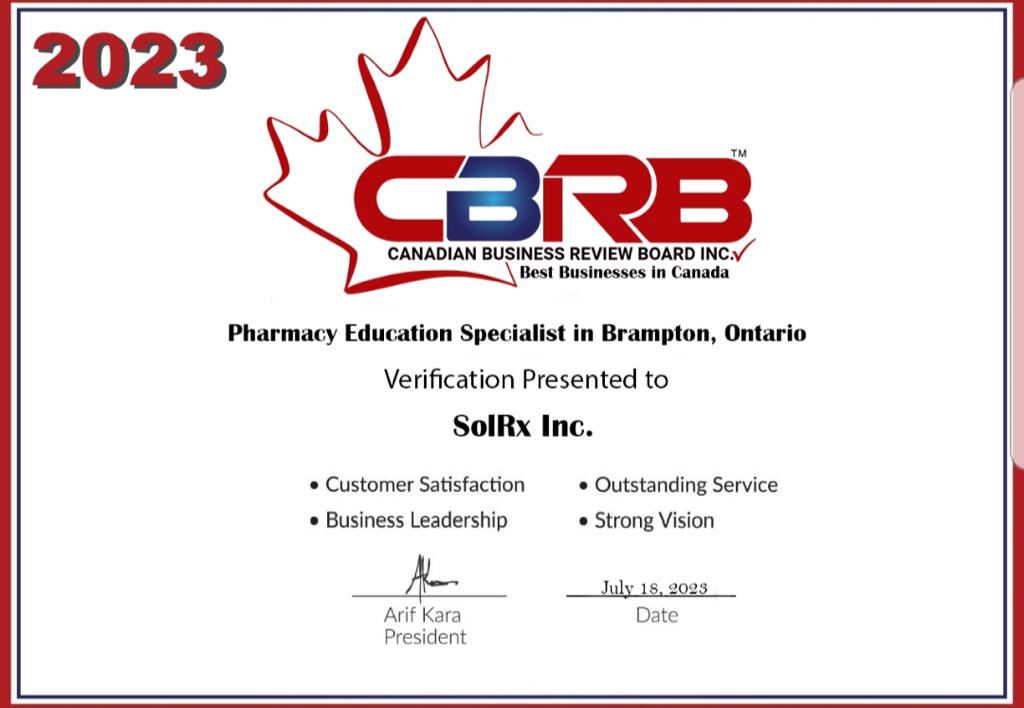 2023
CBRB™
CANADIAN BUSINESS REVIEW BOARD INC.
Best Businesses in Canada
Pharmacy Education Specialist in Brampton, Ontario
Verification Presented to
SolRx Inc.
• Customer Satisfaction
• Outstanding Service
• Business Leadership
• Strong Vision
July 18, 2023
Arif Kara
Date
President